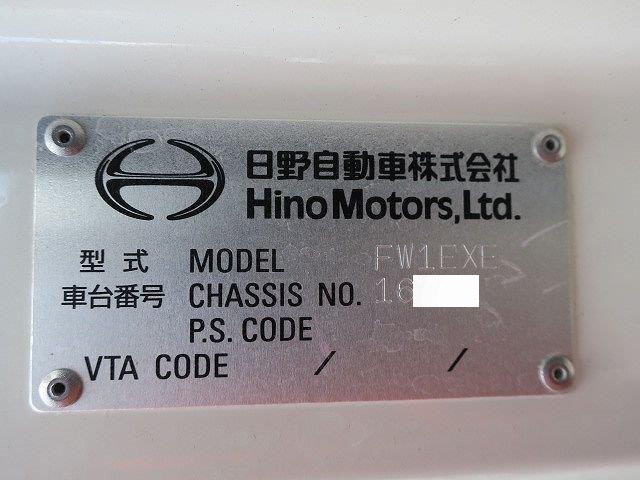 日野自動車株式会社
Hino Motors, Ltd.
型式 MODEL FW1EXE
車台番号 CHASSIS NO. 16
P.S. CODE
VTA CODE / /